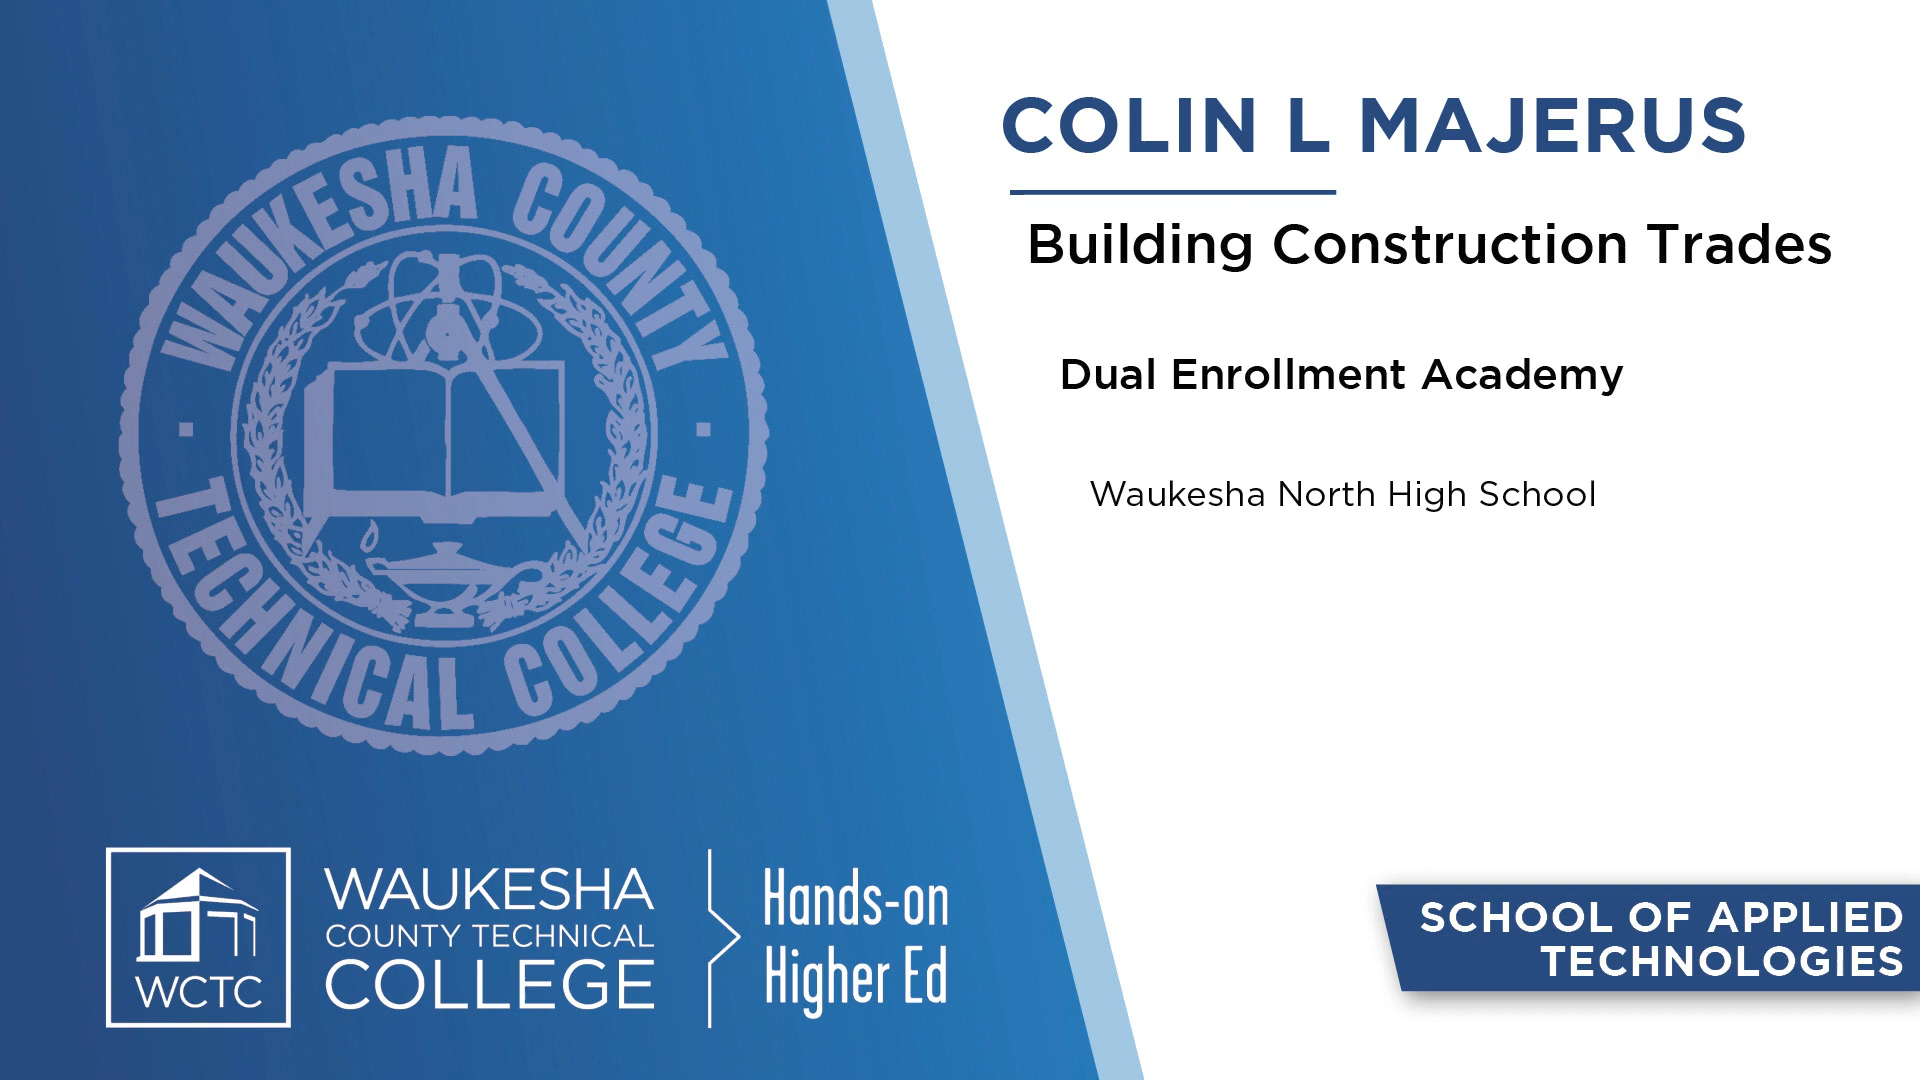 WAUKESHA COUNTY
TECHNICAL COLLEGE
WCTC
WAUKESHA
COUNTY TECHNICAL
COLLEGE
Hands-on
Higher Ed
COLIN L MAJERUS
Building Construction Trades
Dual Enrollment Academy
Waukesha North High School
SCHOOL OF APPLIED
TECHNOLOGIES